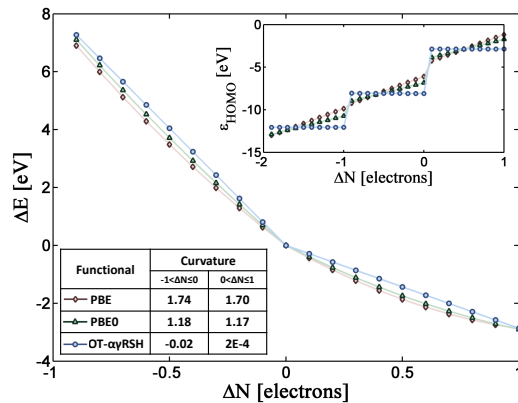 8
6
4
2
0
-2
-4
ΔE [eV]
-1
-0.5
0
0.5
1
ΔN [electrons]
0
-5
-10
-15
ε_HOMO [eV]
-2
-1
0
1
ΔN [electrons]
Functional Curvature
-1<ΔN≤0 0<ΔN≤1
PBE 1.74 1.70
PBE0 1.18 1.17
OT-αγRSH -0.02 2E-4